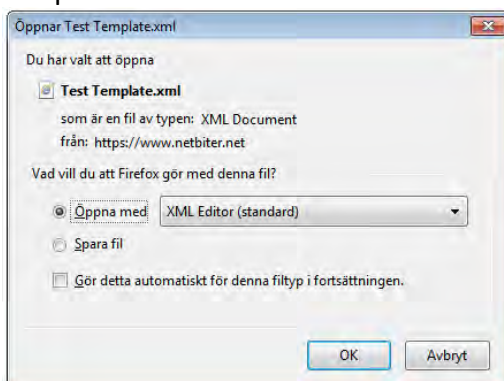 Öppnar Test Template.xml
Du har valt att öppna
Test Template.xml
som är en fil av typen: XML Document
från: https://www.netbiter.net
Vad vill du att Firefox gör med denna fil?
Öppna med XML Editor (standard)
Spara fil
Gör detta automatiskt för denna filtyp i fortsättningen.
OK Avbryt